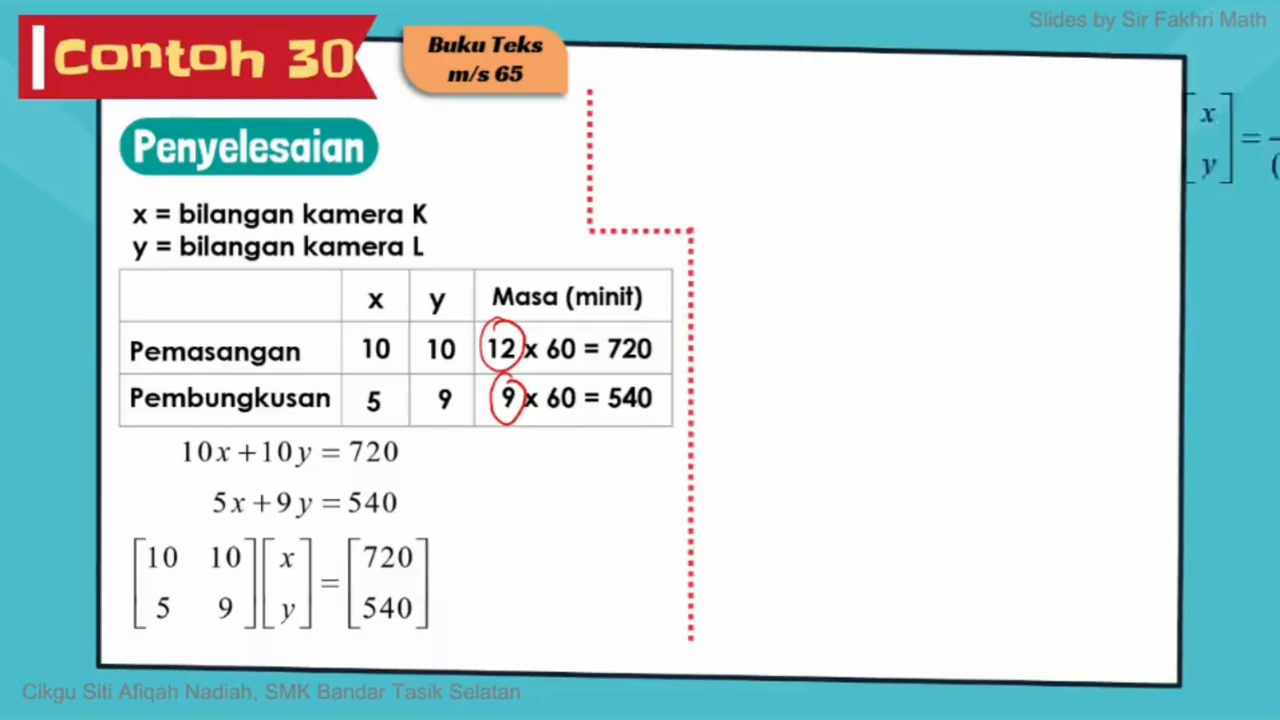 Slides by Sir Fakhri Math
Contoh 30
Buku Teks
m/s 65
Penyelesaian
x = bilangan kamera K
y = bilangan kamera L
x y Masa (minit)
Pemasangan 10 10 12 x 60 = 720
Pembungkusan 5 9 9 x 60 = 540
10x + 10y = 720
5x + 9y = 540
[10 10] [x] = [720]
[5 9] [y] = [540]
[x] =
[y] (
Cikgu Siti Afiqah Nadiah, SMK Bandar Tasik Selatan